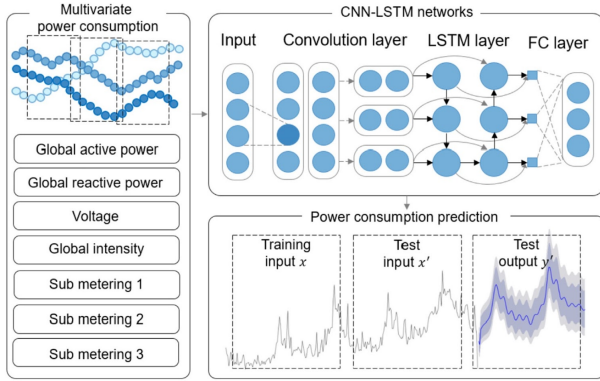 Multivariate
power consumption
Global active power
Global reactive power
Voltage
Global intensity
Sub metering 1
Sub metering 2
Sub metering 3
CNN-LSTM networks
Input
Convolution layer
LSTM layer
FC layer
Power consumption prediction
Training
input x
Test
input x'
Test
output y'